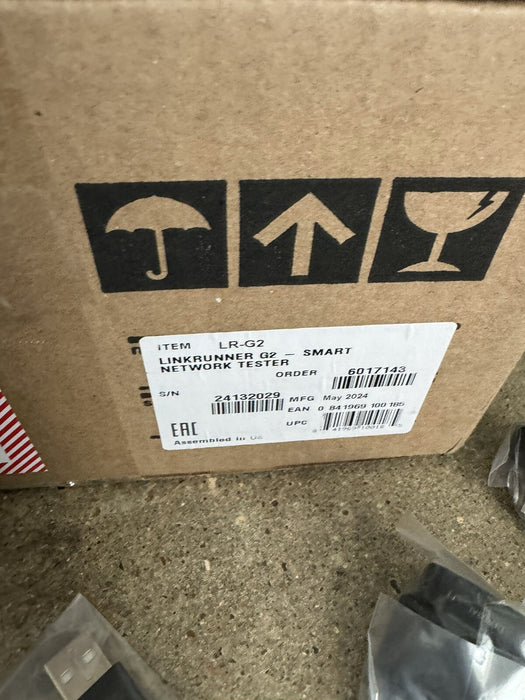 ITEM LR-G2
LINKRUNNER G2 – SMART
NETWORK TESTER
ORDER 6017143
S/N 24132029 MFG May 2024
EAN 0 841969 100185
EAC UPC
Assembled in